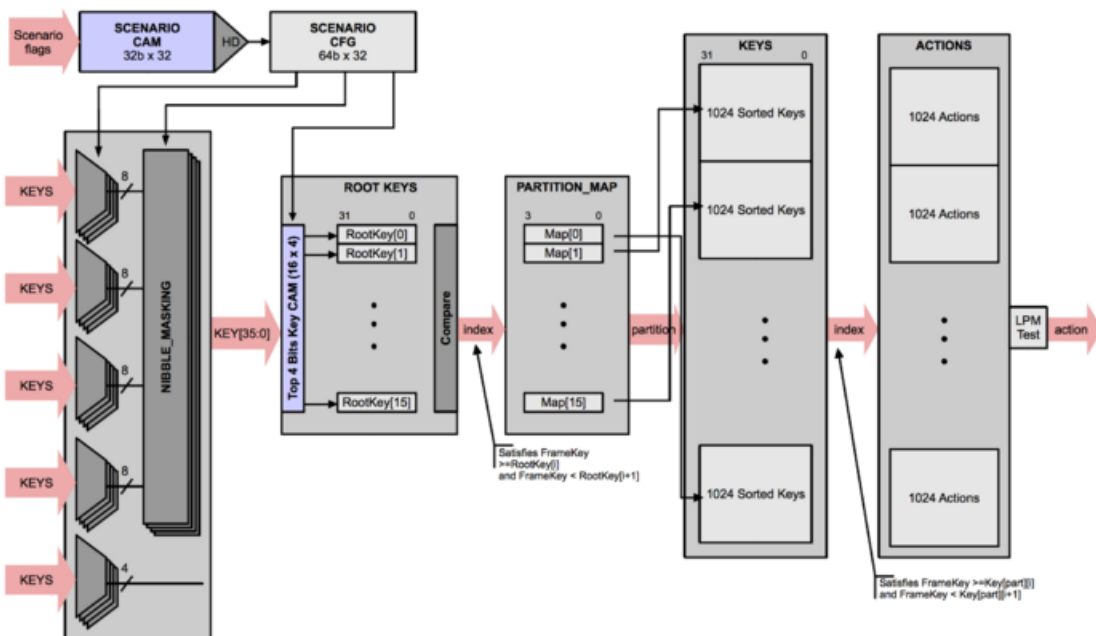 Scenario
flags
SCENARIO
CAM
32b x 32
HD
SCENARIO
CFG
64b x 32
KEYS
8
KEYS
8
KEYS
8
KEYS
8
KEYS
4
NIBBLE_MASKING
KEY[35:0]
ROOT KEYS
31 0
Top 4 Bits Key CAM (16 x 4)
RootKey[0]
RootKey[1]
RootKey[15]
Compare
index
Satisfies FrameKey
>=RootKey[i]
and FrameKey < RootKey[i+1]
PARTITION_MAP
3 0
Map[0]
Map[1]
Map[15]
partition
KEYS
31 0
1024 Sorted Keys
1024 Sorted Keys
1024 Sorted Keys
index
Satisfies FrameKey >=Key[part][i]
and FrameKey < Key[part][i+1]
ACTIONS
1024 Actions
1024 Actions
1024 Actions
LPM
Test
action